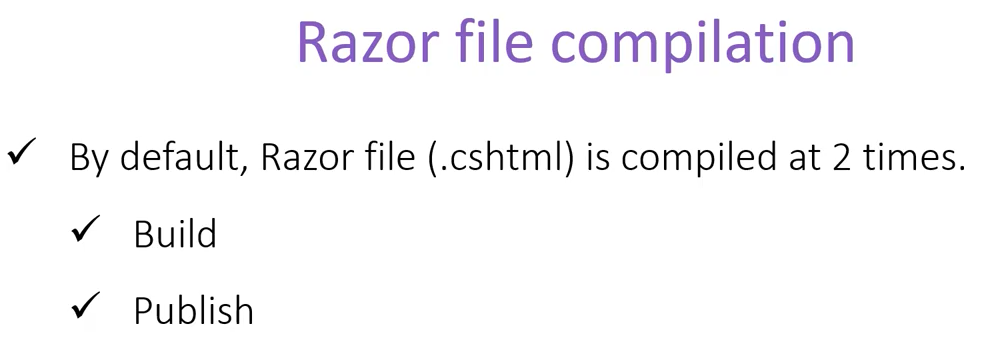 Razor file compilation
✓ By default, Razor file (.cshtml) is compiled at 2 times.
✓ Build
✓ Publish